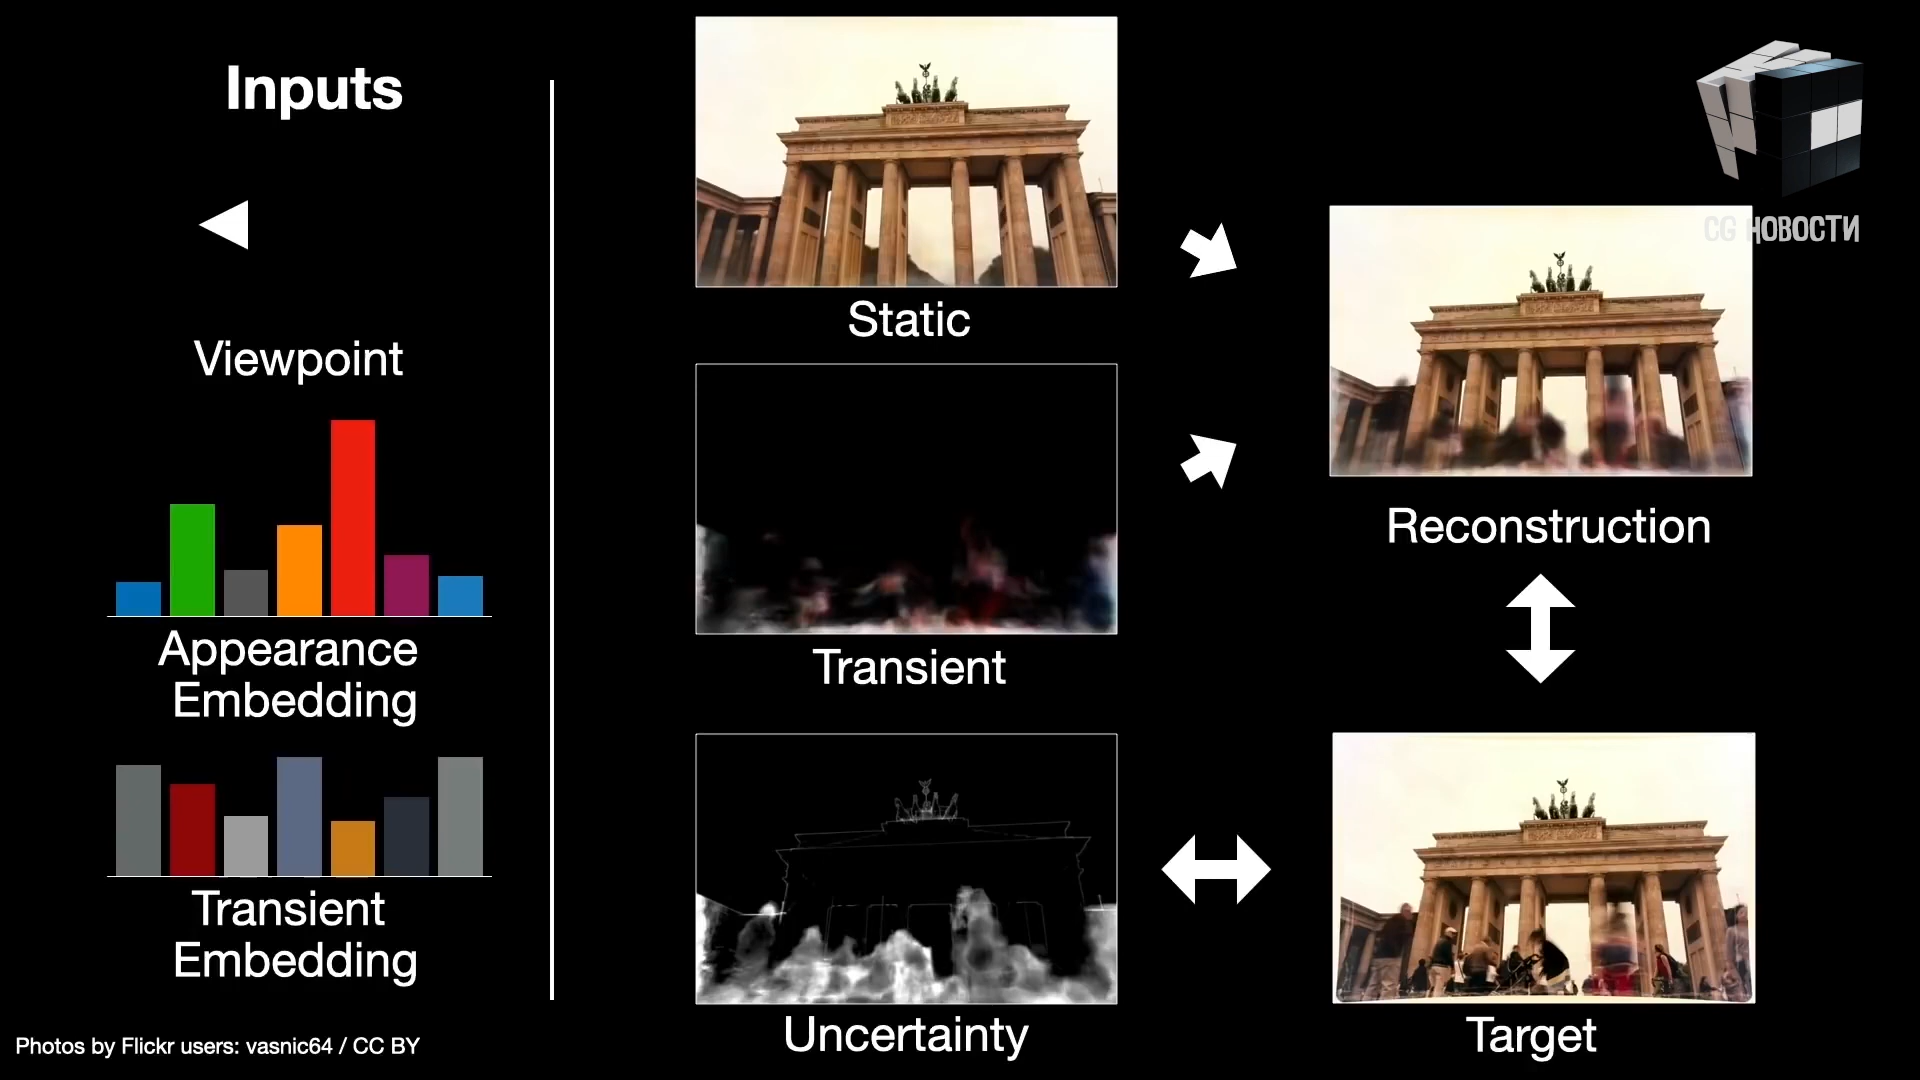 Inputs
Viewpoint
Appearance
Embedding
Transient
Embedding
Photos by Flickr users: vasnic64 / CC BY
Static
Transient
Uncertainty
CG НОВОСТИ
Reconstruction
Target